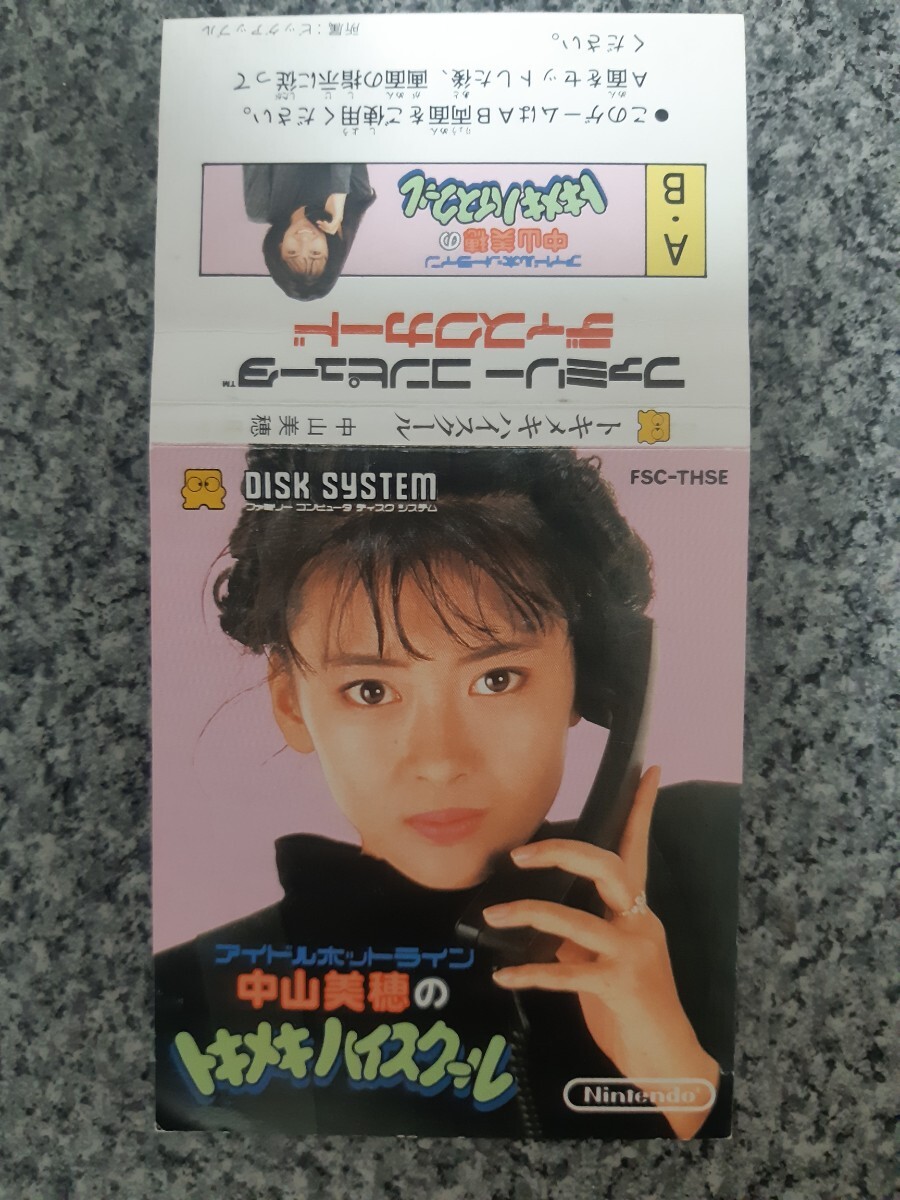 所属：ビッグアップル
●このゲームはＡＢ両面をご使用ください。
Ａ面をセットした後、画面の指示に従って
ください。
A・B
アイドルホットライン
中山美穂の
トキメキハイスクール
ファミリー コンピュータ™
ディスクカード
トキメキハイスクール 中山美穂
DISK SYSTEM
ファミリー コンピュータ ディスク システム
FSC-THSE
アイドルホットライン
中山美穂の
トキメキハイスクール
Nintendo®